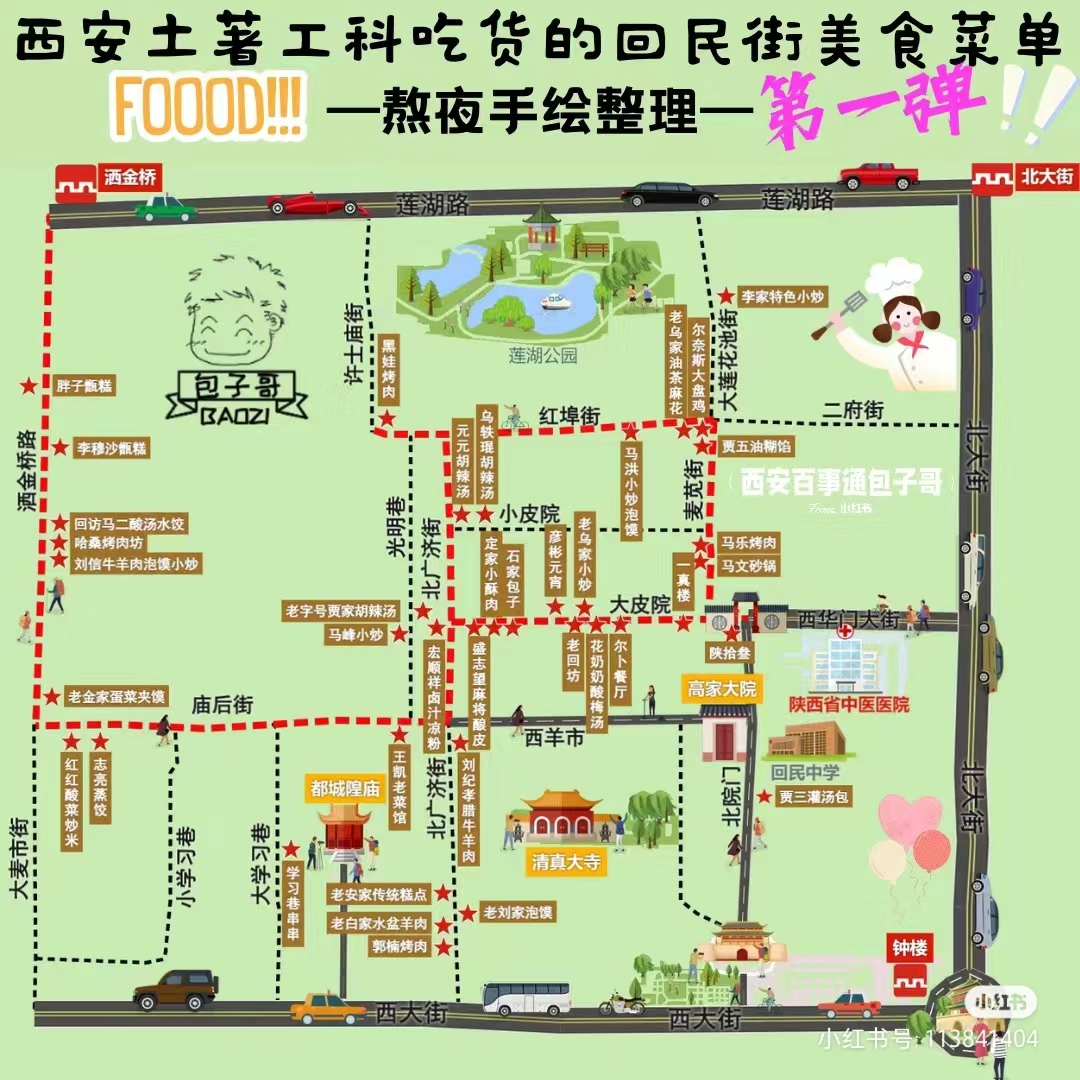 西安土著工科吃货的回民街美食菜单
FOOOD!!!
—熬夜手绘整理—
第一弹!!
洒金桥
北大街
莲湖路
莲湖路
包子哥
BAOZI
许士庙街
黑娃烤肉
莲湖公园
老乌家油茶麻花
尔奈斯大盘鸡
大莲花池街
李家特色小炒
二府街
红埠街
胖子甑糕
洒金桥路
李穆沙甑糕
元元胡辣汤
乌轶琨胡辣汤
马洪小炒泡馍
麦苋街
贾五油糊饴
西安百事通包子哥
小红书
北大街
回访马二酸汤水饺
哈桑烤肉坊
刘信牛羊肉泡馍小炒
光明巷
北广济街
小皮院
定家小酥肉
石家包子
彦彬元宵
老乌家小炒
一真楼
马乐烤肉
马文砂锅
老字号贾家胡辣汤
马峰小炒
大皮院
西华门大街
宏顺祥卤汁凉粉
盛志望麻将酸皮
老回坊
花奶奶酸梅汤
尔卜餐厅
陕拾叁
陕西省中医医院
老金家蛋菜夹馍
庙后街
高家大院
西羊市
红红酸菜炒米
志亮蒸饺
王凯老菜馆
北广济街
刘纪孝腊牛羊肉
回民中学
北院门
贾三灌汤包
北大街
都城隍庙
清真大寺
大麦市街
小学习巷
大学习巷
学习巷串串
老安家传统糕点
老白家水盆羊肉
郭楠烤肉
老刘家泡馍
钟楼
西大街
西大街
小红书
小红书号: 113841404